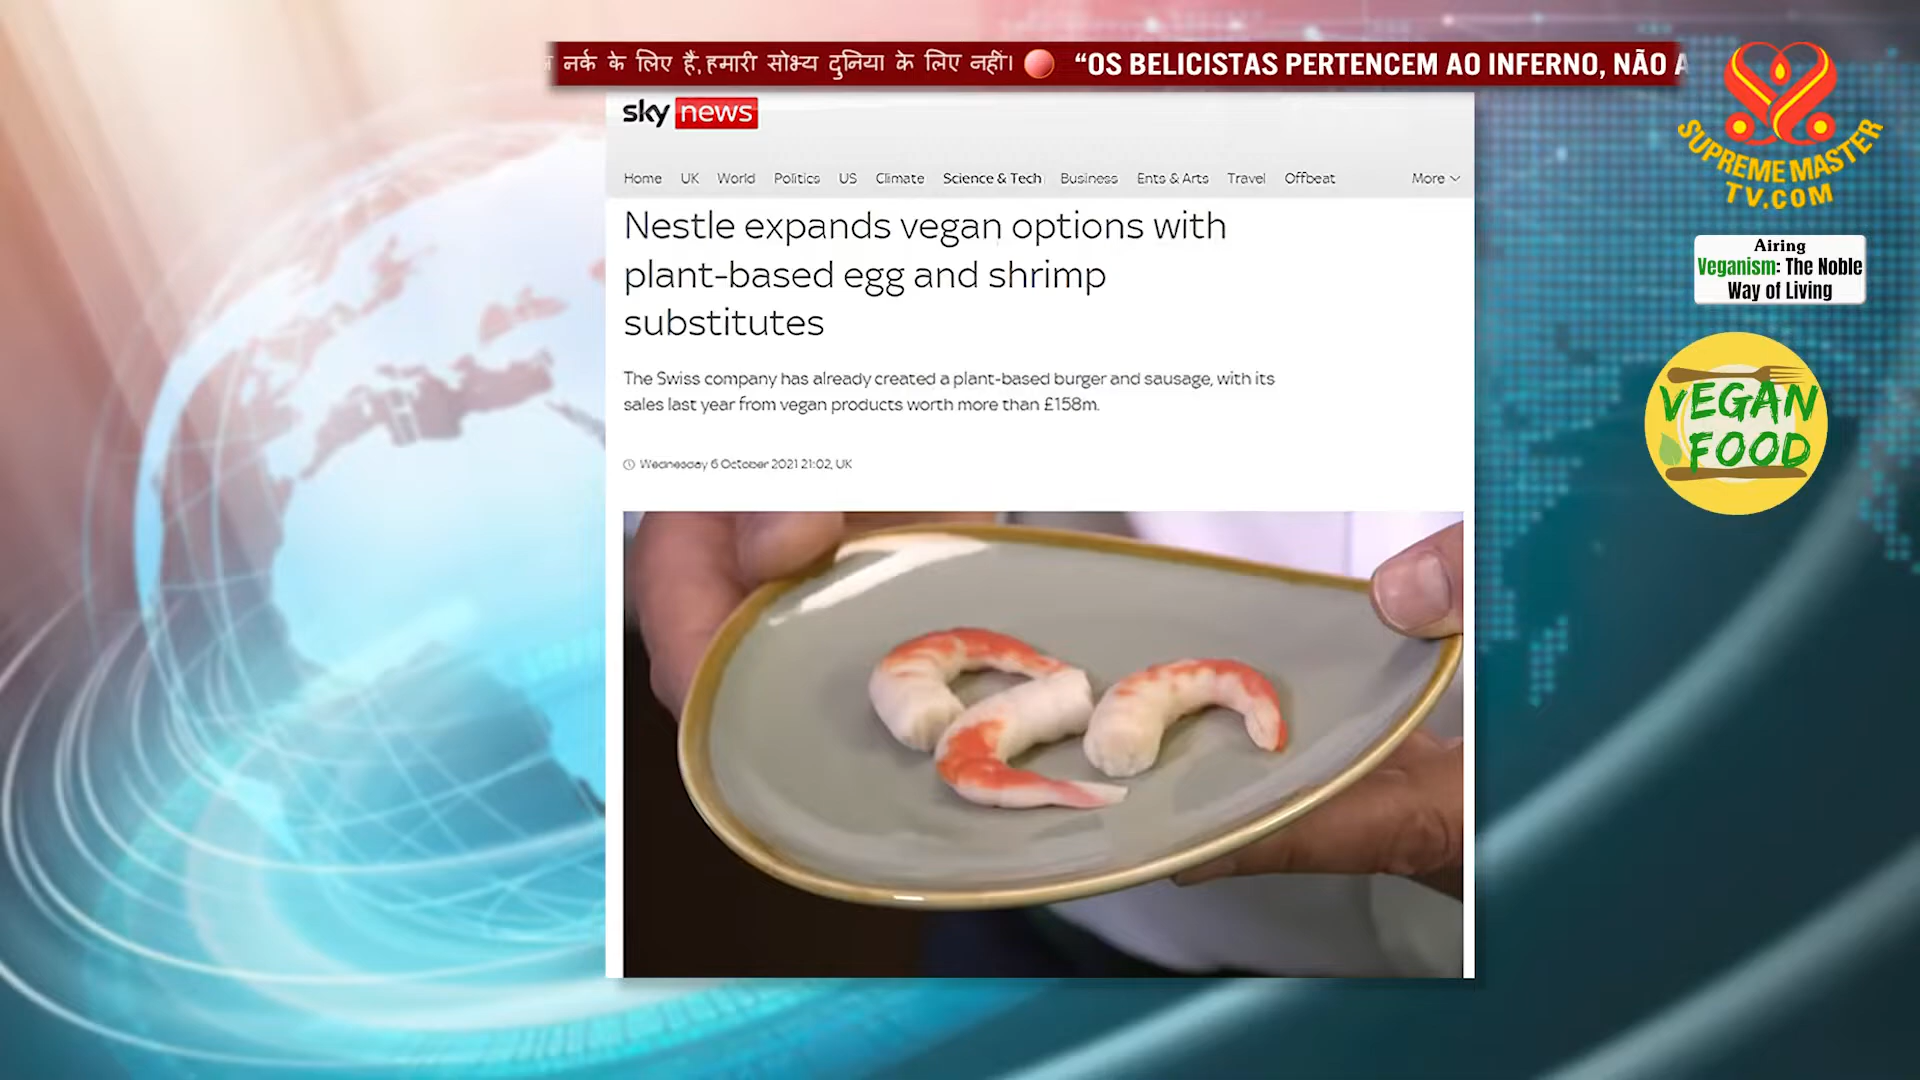 नर्क के लिए हैं, हमारी सौभ्य दुनिया के लिए नहीं। “OS BELICISTAS PERTENCEM AO INFERNO, NÃO A
SUPREME MASTER
TV.COM
sky news
Home UK World Politics US Climate Science & Tech Business Ents & Arts Travel Offbeat More
Nestle expands vegan options with
plant-based egg and shrimp
substitutes
The Swiss company has already created a plant-based burger and sausage, with its
sales last year from vegan products worth more than £158m.
Wednesday 6 October 2021 21:02, UK
Airing
Veganism: The Noble
Way of Living
VEGAN
FOOD